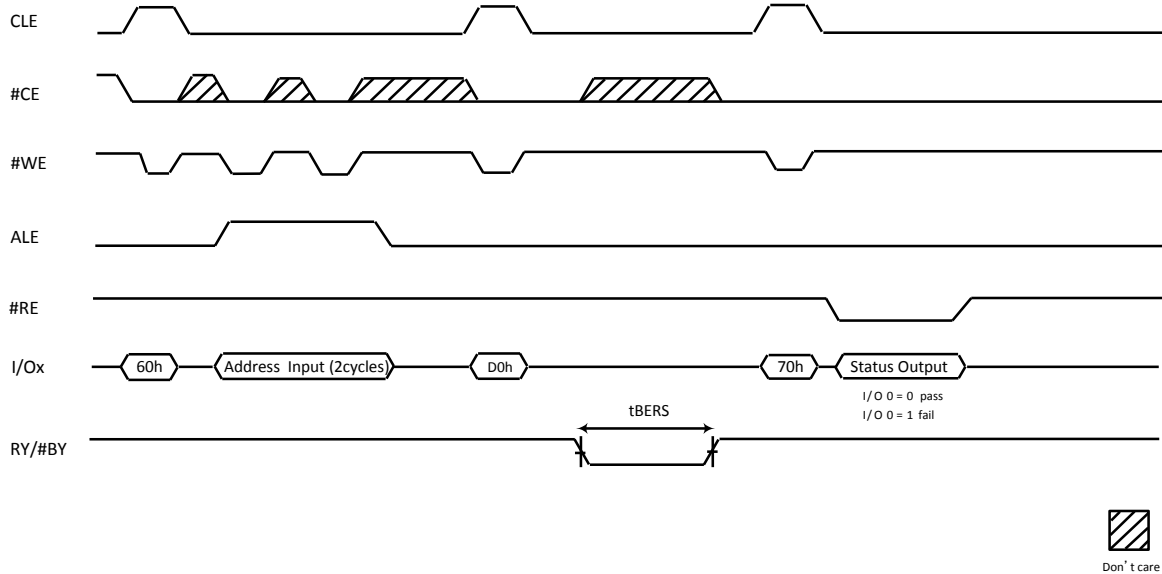 CLE
#CE
#WE
ALE
#RE
I/Ox
60h
Address Input (2cycles)
D0h
70h
Status Output
I/O 0 = 0 pass
I/O 0 = 1 fail
tBERS
RY/#BY
Don't care